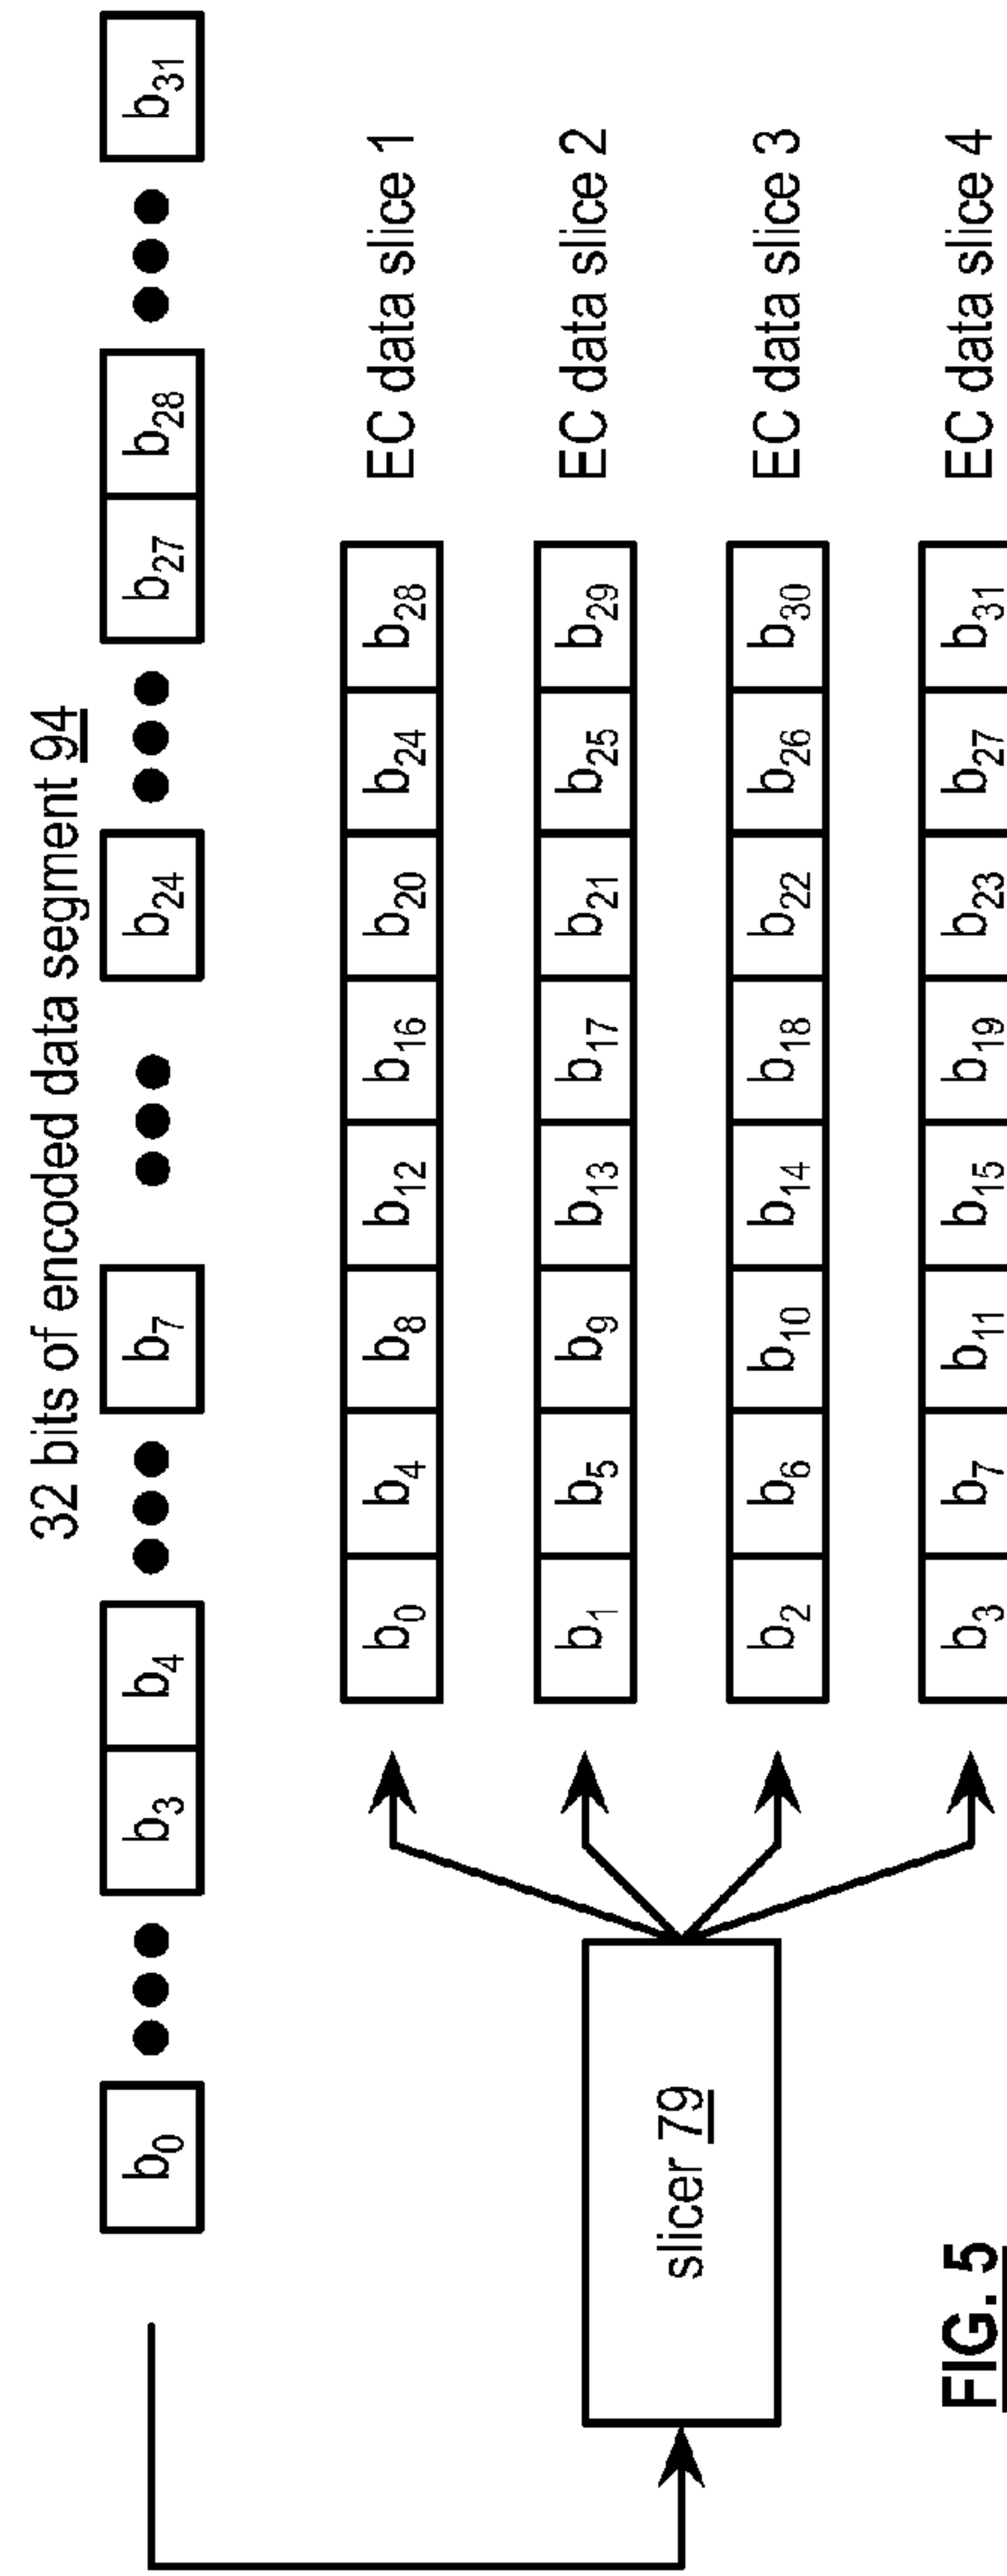 32 bits of encoded data segment 94
b0 ••• b3 b4 ••• b7 ••• b24 ••• b27 b28 ••• b31
b0 b4 b8 b12 b16 b20 b24 b28 EC data slice 1
b1 b5 b9 b13 b17 b21 b25 b29 EC data slice 2
slicer 79
b2 b6 b10 b14 b18 b22 b26 b30 EC data slice 3
b3 b7 b11 b15 b19 b23 b27 b31 EC data slice 4
FIG. 5